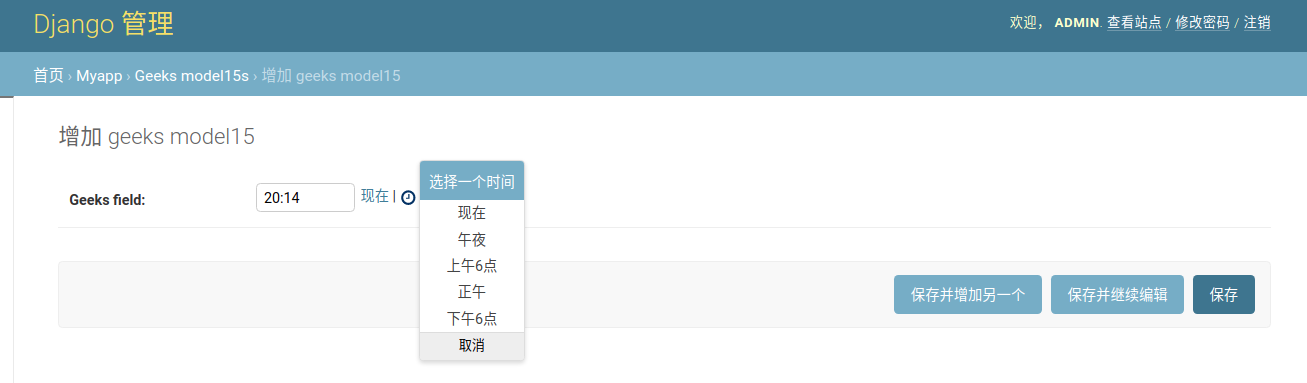 Django 管理
欢迎， ADMIN. 查看站点 / 修改密码 / 注销
首页 › Myapp › Geeks model15s › 增加 geeks model15
增加 geeks model15
Geeks field:
20:14
现在 |
选择一个时间
现在
午夜
上午6点
正午
下午6点
取消
保存并增加另一个
保存并继续编辑
保存